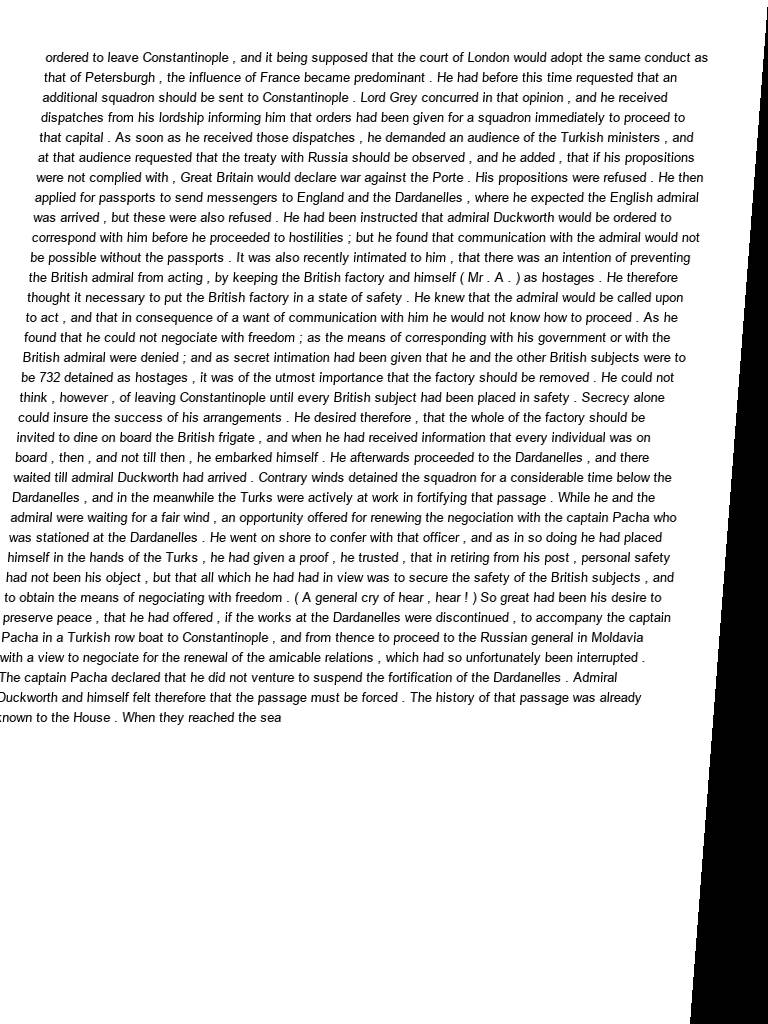 ordered to leave Constantinople , and it being supposed that the court of London would adopt the same conduct as
that of Petersburgh , the influence of France became predominant . He had before this time requested that an
additional squadron should be sent to Constantinople . Lord Grey concurred in that opinion , and he received
dispatches from his lordship informing him that orders had been given for a squadron immediately to proceed to
that capital . As soon as he received those dispatches , he demanded an audience of the Turkish ministers , and
at that audience requested that the treaty with Russia should be observed , and he added , that if his propositions
were not complied with , Great Britain would declare war against the Porte . His propositions were refused . He then
applied for passports to send messengers to England and the Dardanelles , where he expected the English admiral
was arrived , but these were also refused . He had been instructed that admiral Duckworth would be ordered to
correspond with him before he proceeded to hostilities ; but he found that communication with the admiral would not
be possible without the passports . It was also recently intimated to him , that there was an intention of preventing
the British admiral from acting , by keeping the British factory and himself ( Mr . A . ) as hostages . He therefore
thought it necessary to put the British factory in a state of safety . He knew that the admiral would be called upon
to act , and that in consequence of a want of communication with him he would not know how to proceed . As he
found that he could not negociate with freedom ; as the means of corresponding with his government or with the
British admiral were denied ; and as secret intimation had been given that he and the other British subjects were to
be 732 detained as hostages , it was of the utmost importance that the factory should be removed . He could not
think , however , of leaving Constantinople until every British subject had been placed in safety . Secrecy alone
could insure the success of his arrangements . He desired therefore , that the whole of the factory should be
invited to dine on board the British frigate , and when he had received information that every individual was on
board , then , and not till then , he embarked himself . He afterwards proceeded to the Dardanelles , and there
waited till admiral Duckworth had arrived . Contrary winds detained the squadron for a considerable time below the
Dardanelles , and in the meanwhile the Turks were actively at work in fortifying that passage . While he and the
admiral were waiting for a fair wind , an opportunity offered for renewing the negociation with the captain Pacha who
was stationed at the Dardanelles . He went on shore to confer with that officer , and as in so doing he had placed
himself in the hands of the Turks , he had given a proof , he trusted , that in retiring from his post , personal safety
had not been his object , but that all which he had had in view was to secure the safety of the British subjects , and
to obtain the means of negociating with freedom . ( A general cry of hear , hear ! ) So great had been his desire to
preserve peace , that he had offered , if the works at the Dardanelles were discontinued , to accompany the captain
Pacha in a Turkish row boat to Constantinople , and from thence to proceed to the Russian general in Moldavia
with a view to negociate for the renewal of the amicable relations , which had so unfortunately been interrupted .
The captain Pacha declared that he did not venture to suspend the fortification of the Dardanelles . Admiral
Duckworth and himself felt therefore that the passage must be forced . The history of that passage was already
known to the House . When they reached the sea